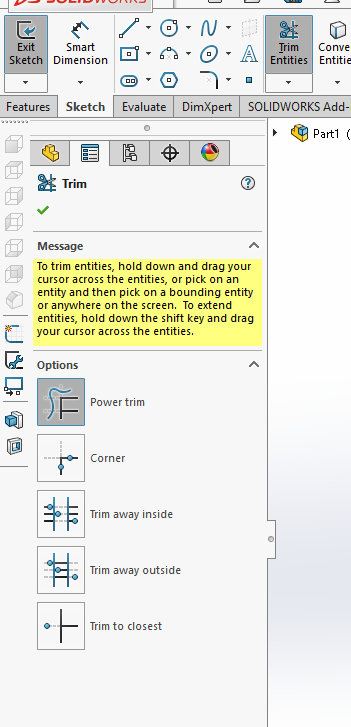 SOLIDWORKS
Exit
Sketch
Smart
Dimension
Trim
Entities
Features
Sketch
Evaluate
DimXpert
SOLIDWORKS Add-
Part1 (
Trim
?
Message
To trim entities, hold down and drag your
cursor across the entities, or pick on an
entity and then pick on a bounding entity
or anywhere on the screen. To extend
entities, hold down the shift key and drag
your cursor across the entities.
Options
Power trim
Corner
Trim away inside
Trim away outside
Trim to closest